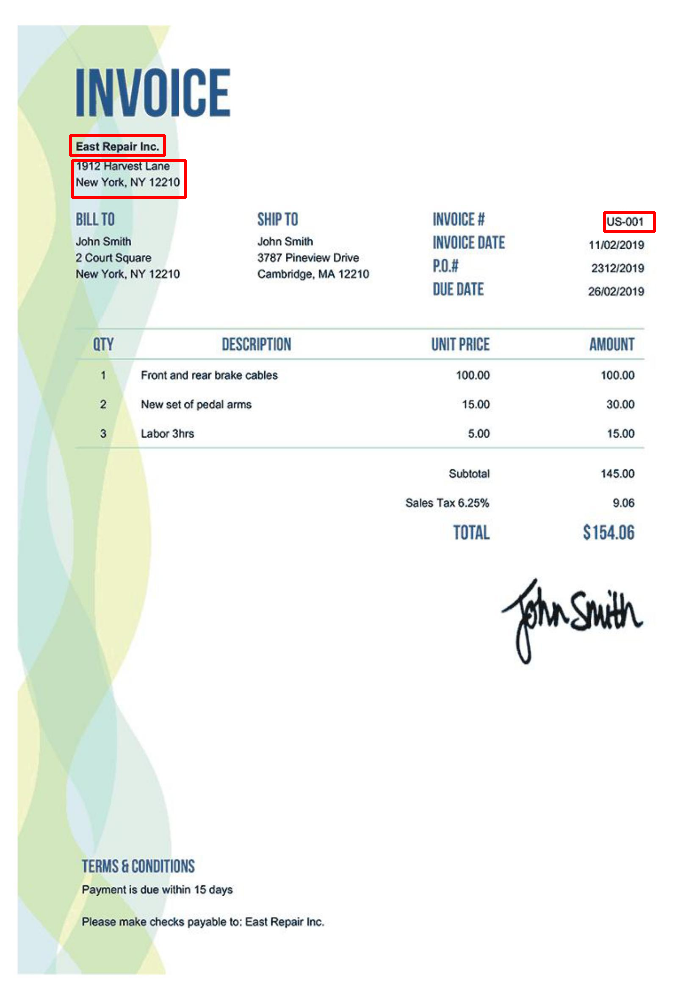 INVOICE
East Repair Inc.
1912 Harvest Lane
New York, NY 12210
BILL TO
John Smith
2 Court Square
New York, NY 12210
SHIP TO
John Smith
3787 Pineview Drive
Cambridge, MA 12210
INVOICE # US-001
INVOICE DATE 11/02/2019
P.O.# 2312/2019
DUE DATE 26/02/2019
QTY DESCRIPTION UNIT PRICE AMOUNT
1 Front and rear brake cables 100.00 100.00
2 New set of pedal arms 15.00 30.00
3 Labor 3hrs 5.00 15.00
Subtotal 145.00
Sales Tax 6.25% 9.06
TOTAL $154.06
John Smith
TERMS & CONDITIONS
Payment is due within 15 days
Please make checks payable to: East Repair Inc.